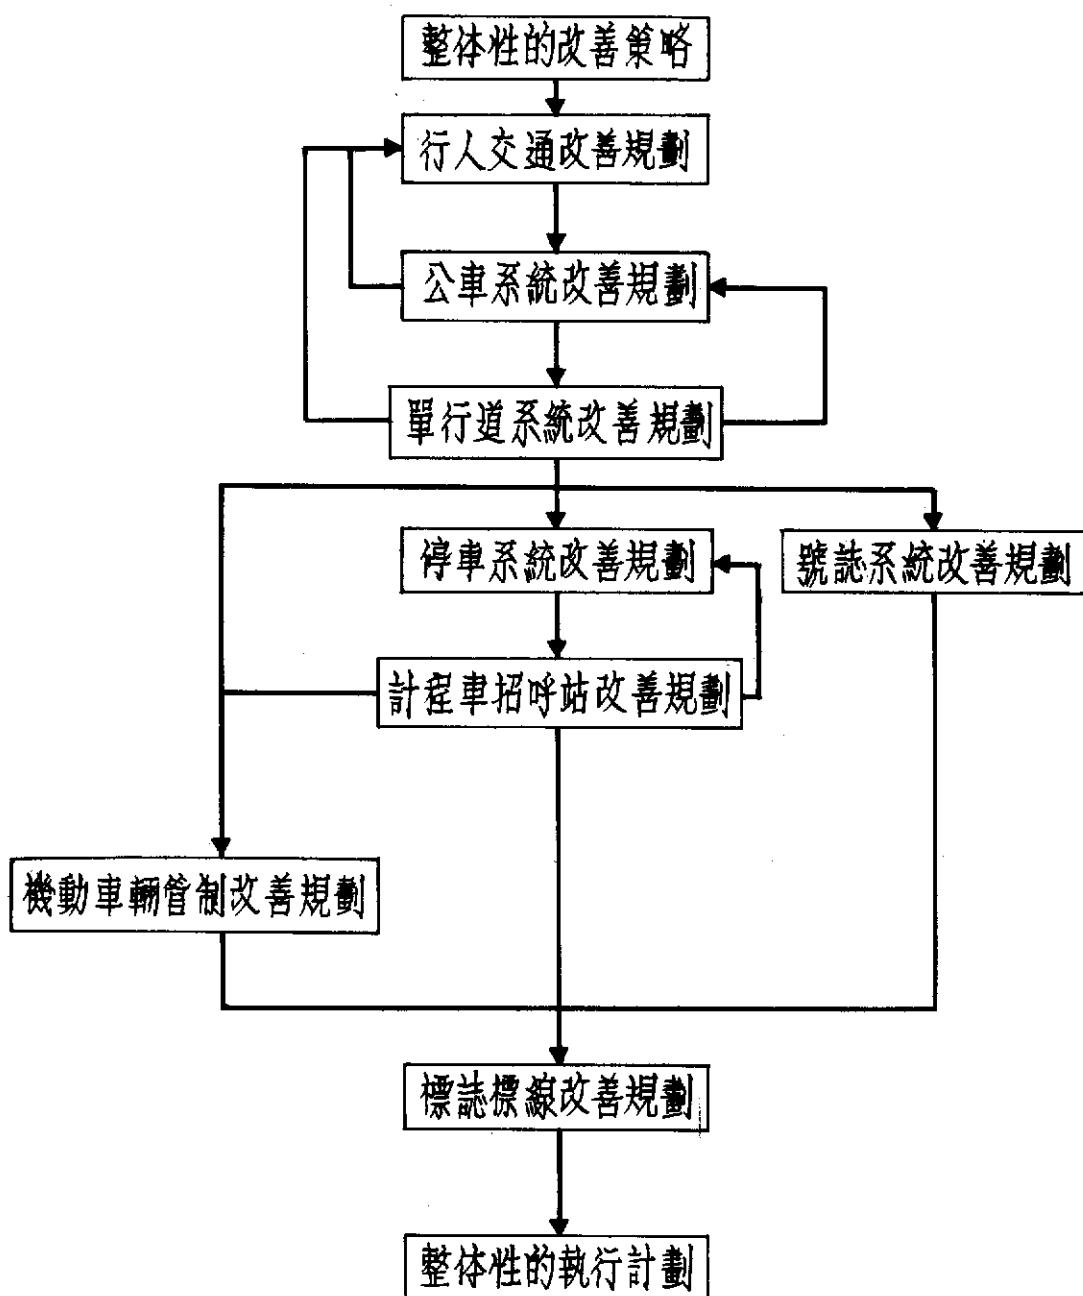 整体性的改善策略
行人交通改善規劃
公車系統改善規劃
單行道系統改善規劃
停車系統改善規劃
號誌系統改善規劃
計程車招呼站改善規劃
機動車輛管制改善規劃
標誌標線改善規劃
整体性的執行計劃